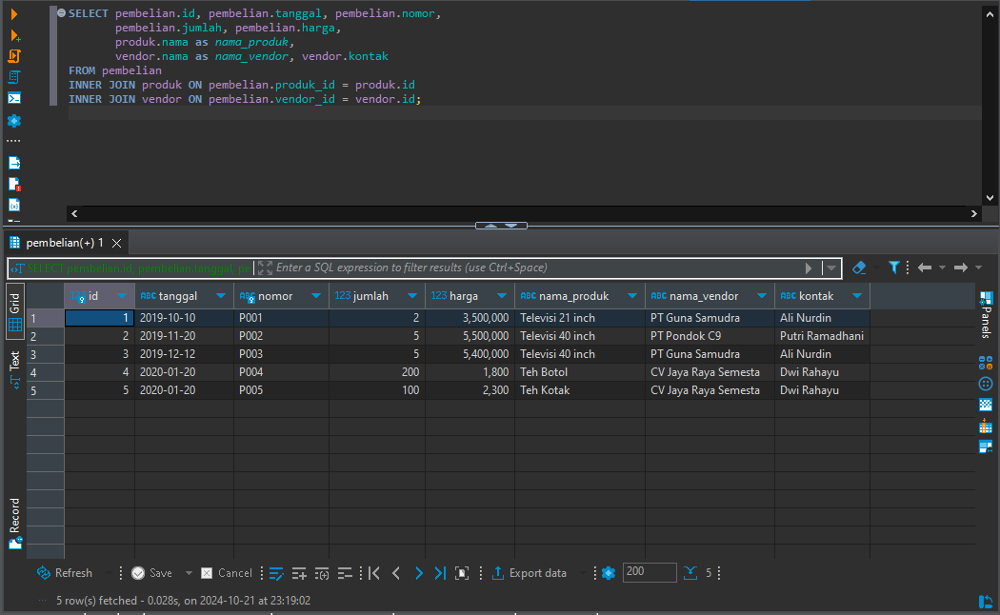 SELECT pembelian.id, pembelian.tanggal, pembelian.nomor,
pembelian.jumlah, pembelian.harga,
produk.nama as nama_produk,
vendor.nama as nama_vendor, vendor.kontak
FROM pembelian
INNER JOIN produk ON pembelian.produk_id = produk.id
INNER JOIN vendor ON pembelian.vendor_id = vendor.id;
pembelian(+) 1
SELECT pembelian.id, pembelian.tanggal, pe Enter a SQL expression to filter results (use Ctrl+Space)
Grid
Text
Record
Panels
123 id ABC tanggal ABC nomor 123 jumlah 123 harga ABC nama_produk ABC nama_vendor ABC kontak
1 1 2019-10-10 P001 2 3,500,000 Televisi 21 inch PT Guna Samudra Ali Nurdin
2 2 2019-11-20 P002 5 5,500,000 Televisi 40 inch PT Pondok C9 Putri Ramadhani
3 3 2019-12-12 P003 5 5,400,000 Televisi 40 inch PT Guna Samudra Ali Nurdin
4 4 2020-01-20 P004 200 1,800 Teh Botol CV Jaya Raya Semesta Dwi Rahayu
5 5 2020-01-20 P005 100 2,300 Teh Kotak CV Jaya Raya Semesta Dwi Rahayu
Refresh Save Cancel Export data 200 5
5 row(s) fetched - 0.028s, on 2024-10-21 at 23:19:02